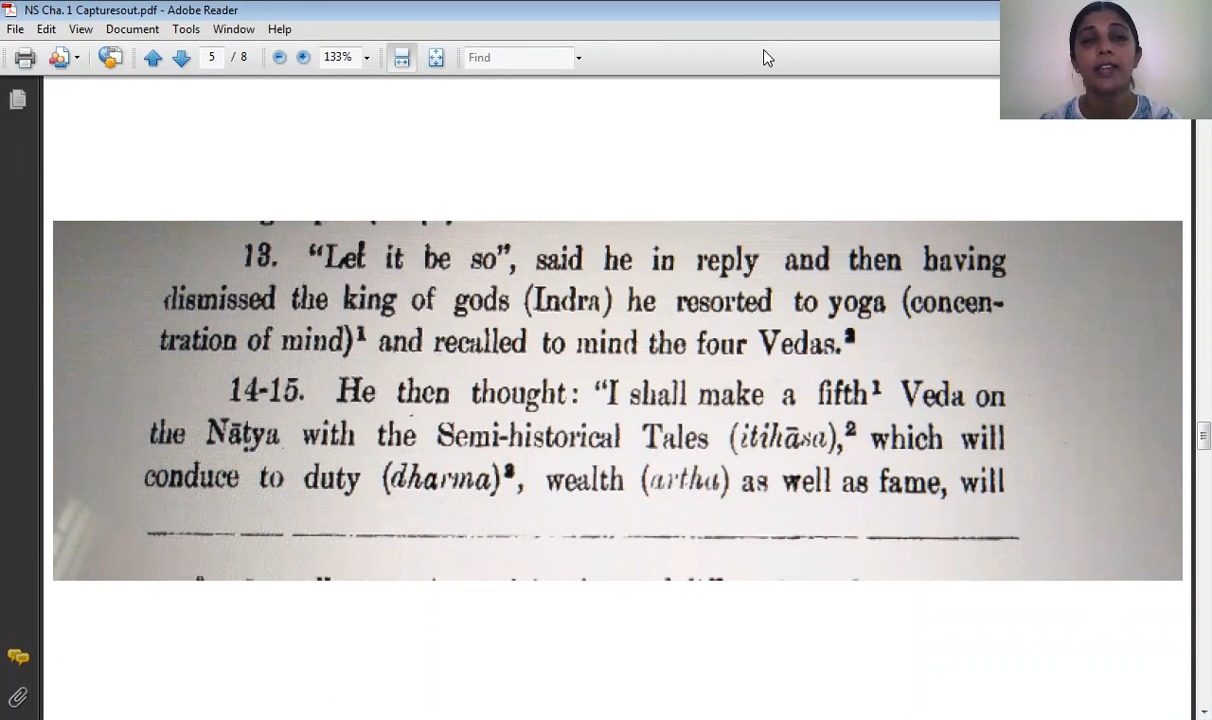 NS Cha. 1 Capturesout.pdf - Adobe Reader
File Edit View Document Tools Window Help
5 / 8 133% Find
13. “Let it be so”, said he in reply and then having
dismissed the king of gods (Indra) he resorted to yoga (concen-
tration of mind)¹ and recalled to mind the four Vedas.²
14-15. He then thought: “I shall make a fifth¹ Veda on
the Nātya with the Semi-historical Tales (itihāsa),² which will
conduce to duty (dharma)³, wealth (artha) as well as fame, will